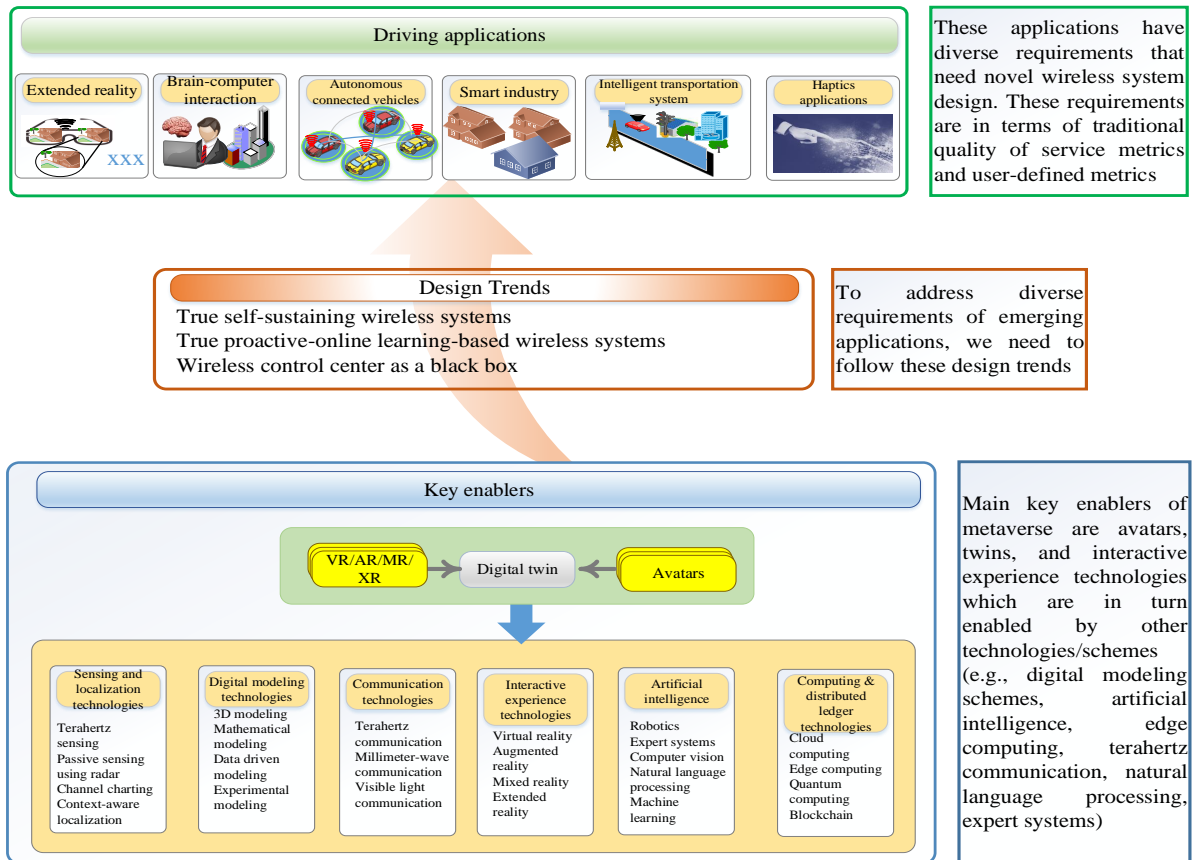 Driving applications
Extended reality
XXX
Brain-computer
interaction
Autonomous
connected vehicles
Smart industry
Intelligent transportation
system
Haptics
applications
These applications have
diverse requirements that
need novel wireless system
design. These requirements
are in terms of traditional
quality of service metrics
and user-defined metrics
Design Trends
True self-sustaining wireless systems
True proactive-online learning-based wireless systems
Wireless control center as a black box
To address diverse
requirements of emerging
applications, we need to
follow these design trends
Key enablers
VR/AR/MR/
XR
Digital twin
Avatars
Sensing and
localization
technologies
Terahertz
sensing
Passive sensing
using radar
Channel charting
Context-aware
localization
Digital modeling
technologies
3D modeling
Mathematical
modeling
Data driven
modeling
Experimental
modeling
Communication
technologies
Terahertz
communication
Millimeter-wave
communication
Visible light
communication
Interactive
experience
technologies
Virtual reality
Augmented
reality
Mixed reality
Extended
reality
Artificial
intelligence
Robotics
Expert systems
Computer vision
Natural language
processing
Machine
learning
Computing &
distributed
ledger
technologies
Cloud
computing
Edge computing
Quantum
computing
Blockchain
Main key enablers of
metaverse are avatars,
twins, and interactive
experience technologies
which are in turn
enabled by other
technologies/schemes
(e.g., digital modeling
schemes, artificial
intelligence, edge
computing, terahertz
communication, natural
language processing,
expert systems)